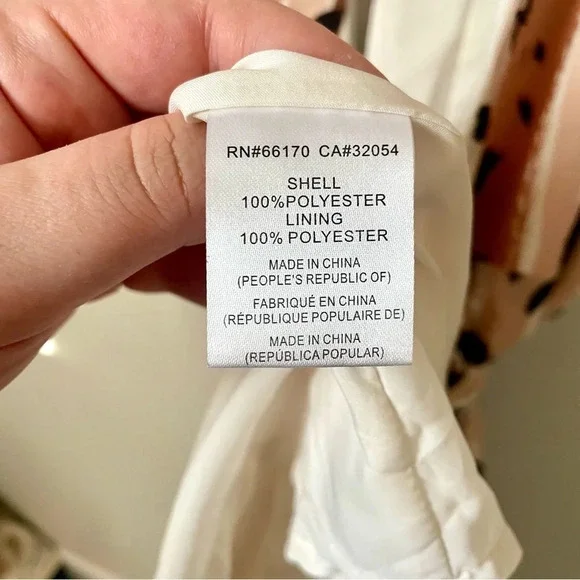 RN#66170 CA#32054
SHELL
100%POLYESTER
LINING
100% POLYESTER
MADE IN CHINA
(PEOPLE'S REPUBLIC OF)
FABRIQUÉ EN CHINA
(RÉPUBLIQUE POPULAIRE DE)
MADE IN CHINA
(REPÚBLICA POPULAR)